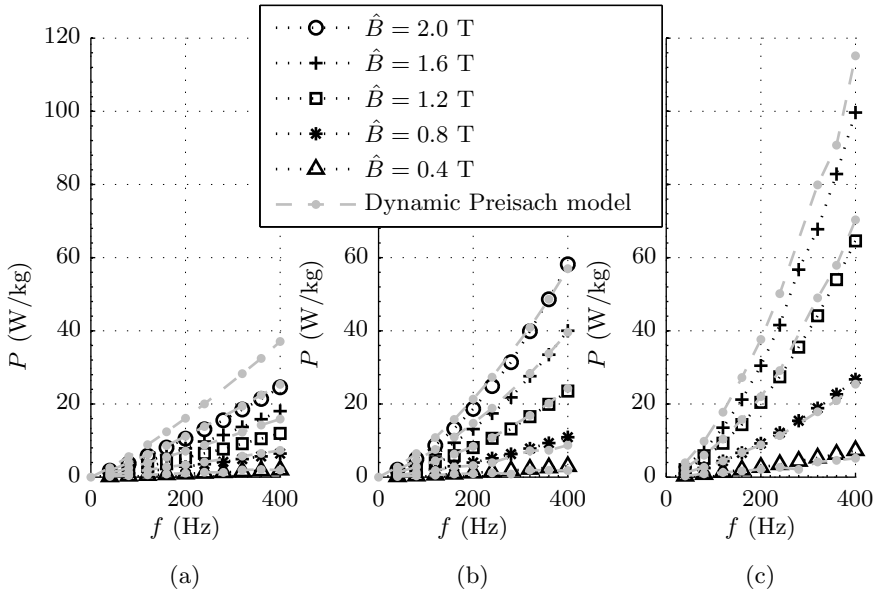 B̂ = 2.0 T
B̂ = 1.6 T
B̂ = 1.2 T
B̂ = 0.8 T
B̂ = 0.4 T
Dynamic Preisach model
120
100
80
60
40
20
0
P (W/kg)
0 200 400
f (Hz)
(a)
60
40
20
0
P (W/kg)
0 200 400
f (Hz)
(b)
60
40
20
0
P (W/kg)
0 200 400
f (Hz)
(c)